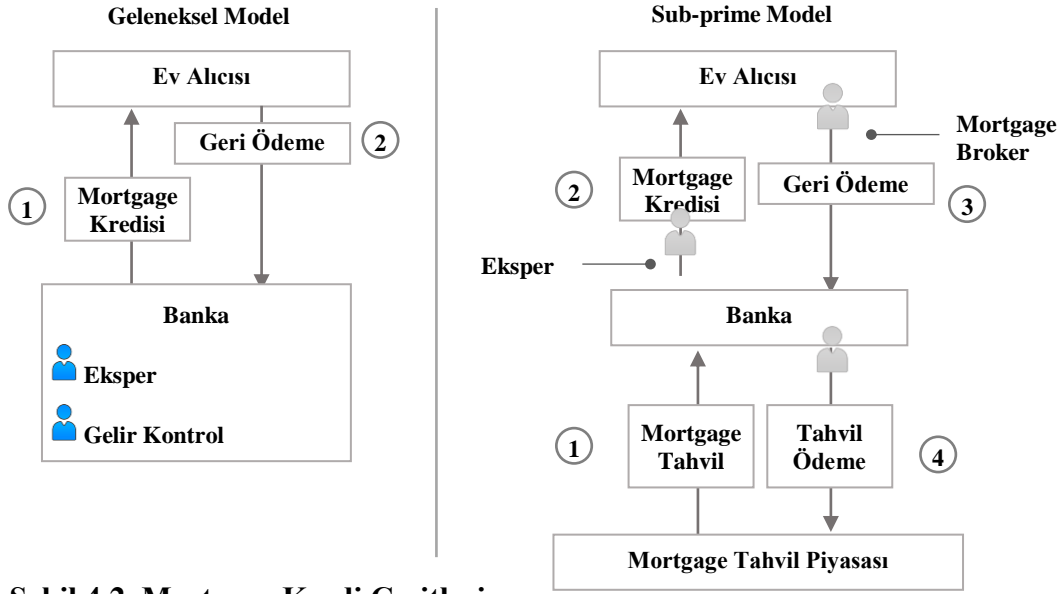 Geleneksel Model
Ev Alıcısı
Geri Ödeme
2
1
Mortgage
Kredisi
Banka
Eksper
Gelir Kontrol
Sub-prime Model
Ev Alıcısı
Mortgage
Broker
2
Mortgage
Kredisi
Geri Ödeme
3
Eksper
Banka
1
Mortgage
Tahvil
Tahvil
Ödeme
4
Mortgage Tahvil Piyasası